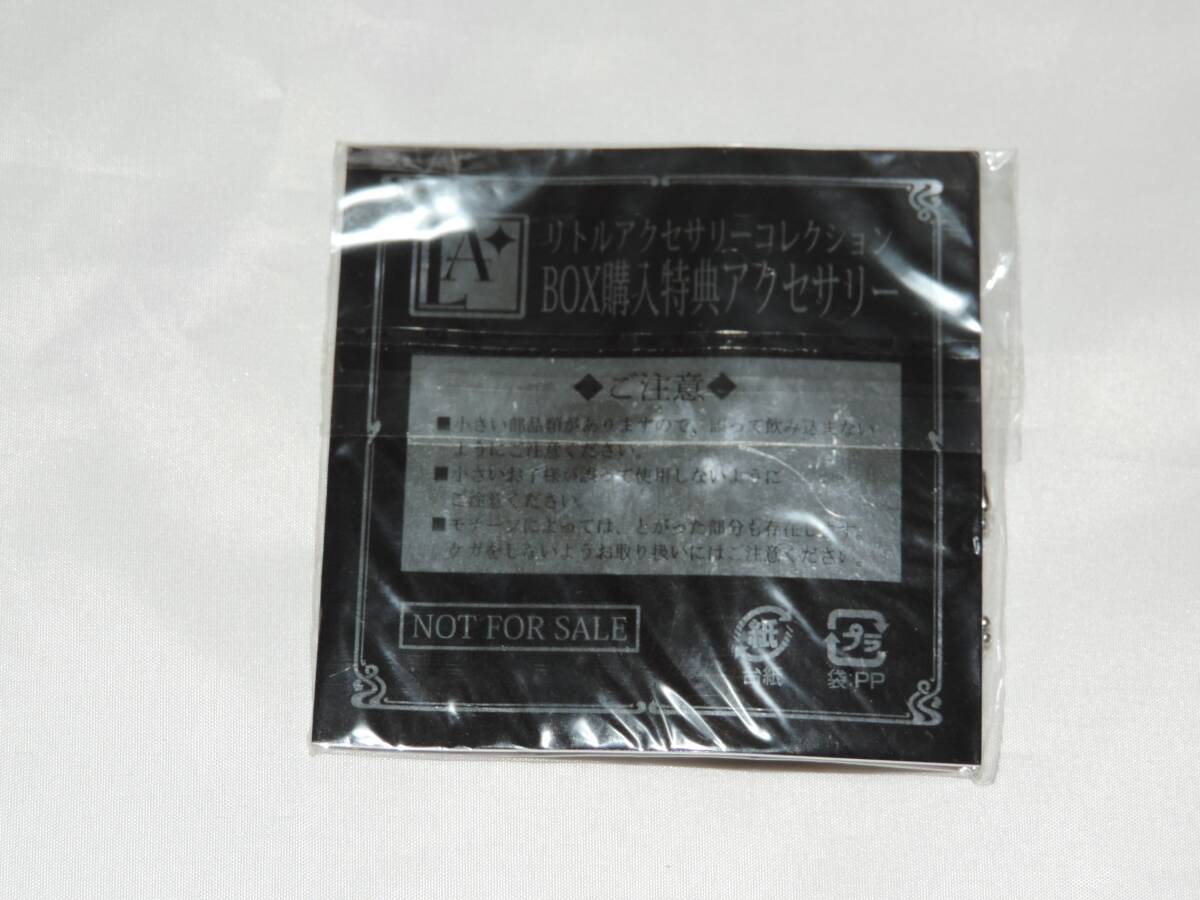 LA
リトルアクセサリーコレクション
BOX購入特典アクセサリー
◆ご注意◆
■小さい部品類がありますので、誤って飲み込まない
ようにご注意ください。
■小さいお子様が誤って使用しないように
ご注意ください。
■モチーフによっては、とがった部分も存在します。
ケガをしないようお取り扱いにはご注意ください。
NOT FOR SALE
紙
プラ
台紙
袋:PP